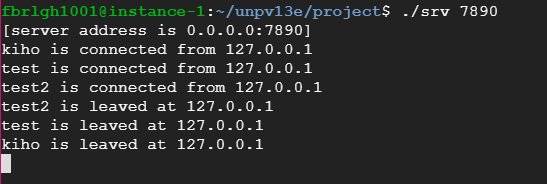 fbrlgh1001@instance-1:~/unpv13e/project$ ./srv 7890
[server address is 0.0.0.0:7890]
kiho is connected from 127.0.0.1
test is connected from 127.0.0.1
test2 is connected from 127.0.0.1
test2 is leaved at 127.0.0.1
test is leaved at 127.0.0.1
kiho is leaved at 127.0.0.1